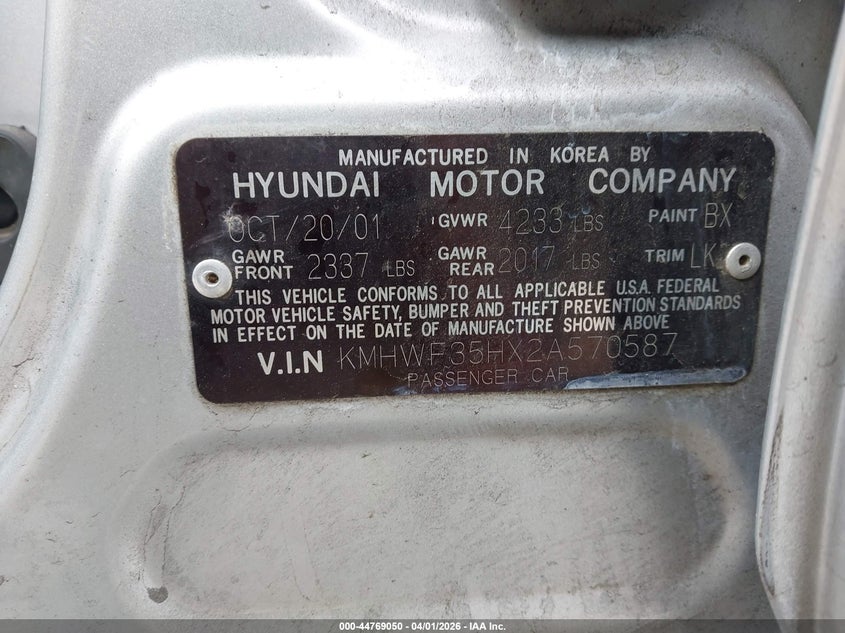 MANUFACTURED IN KOREA BY
HYUNDAI MOTOR COMPANY
OCT/20/01 GVWR 4233 LBS PAINT BX
GAWR FRONT 2337 LBS GAWR REAR 2017 LBS TRIM LK
THIS VEHICLE CONFORMS TO ALL APPLICABLE U.S.A. FEDERAL
MOTOR VEHICLE SAFETY, BUMPER AND THEFT PREVENTION STANDARDS
IN EFFECT ON THE DATE OF MANUFACTURE SHOWN ABOVE
V.I.N KMHWF35HX2A570587
PASSENGER CAR
000-44769050 - 04/01/2026 - IAA Inc.